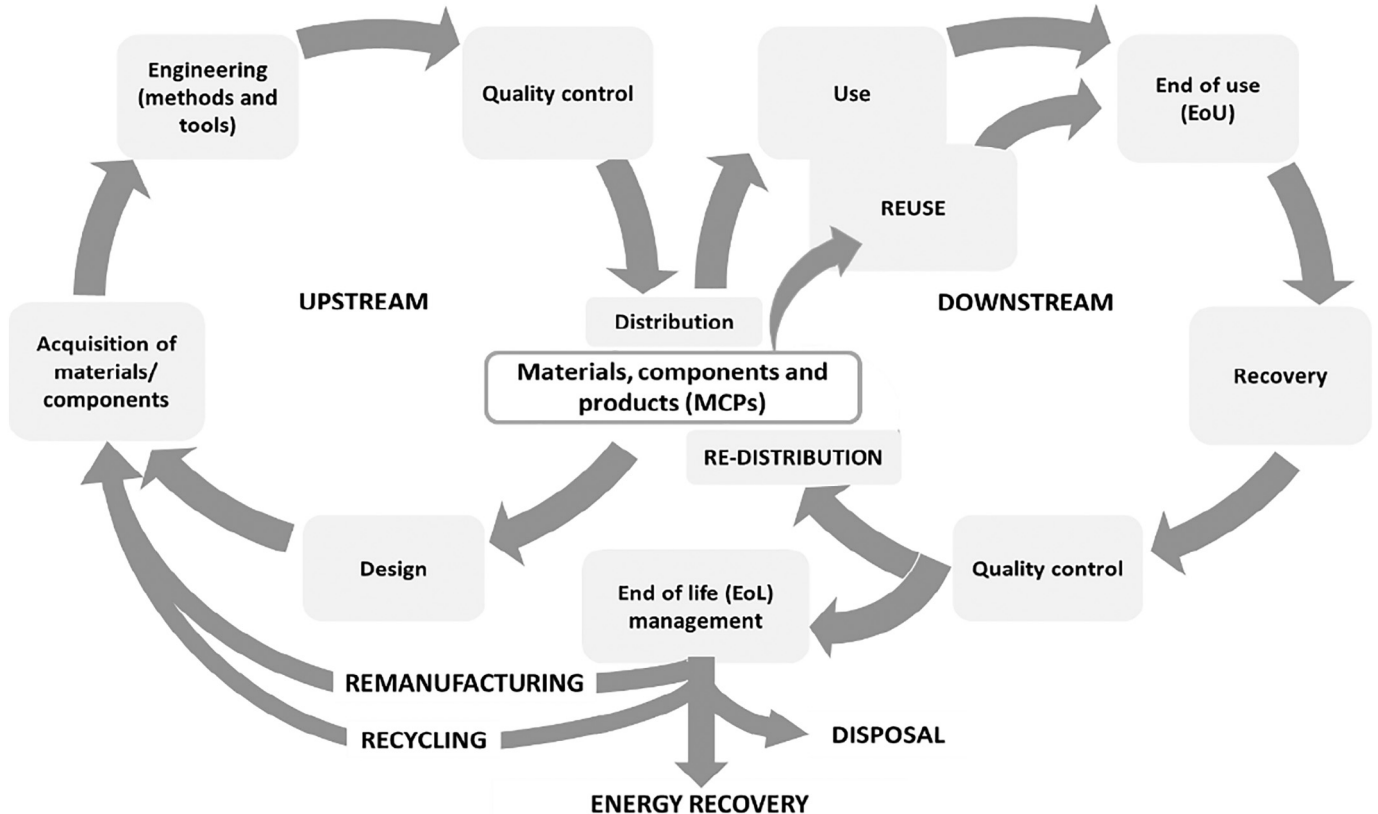 Engineering
(methods and
tools)
Quality control
Use
End of use
(EoU)
REUSE
UPSTREAM
DOWNSTREAM
Distribution
Acquisition of
materials/
components
Materials, components and
products (MCPs)
Recovery
RE-DISTRIBUTION
Design
End of life (EoL)
management
Quality control
REMANUFACTURING
RECYCLING
DISPOSAL
ENERGY RECOVERY